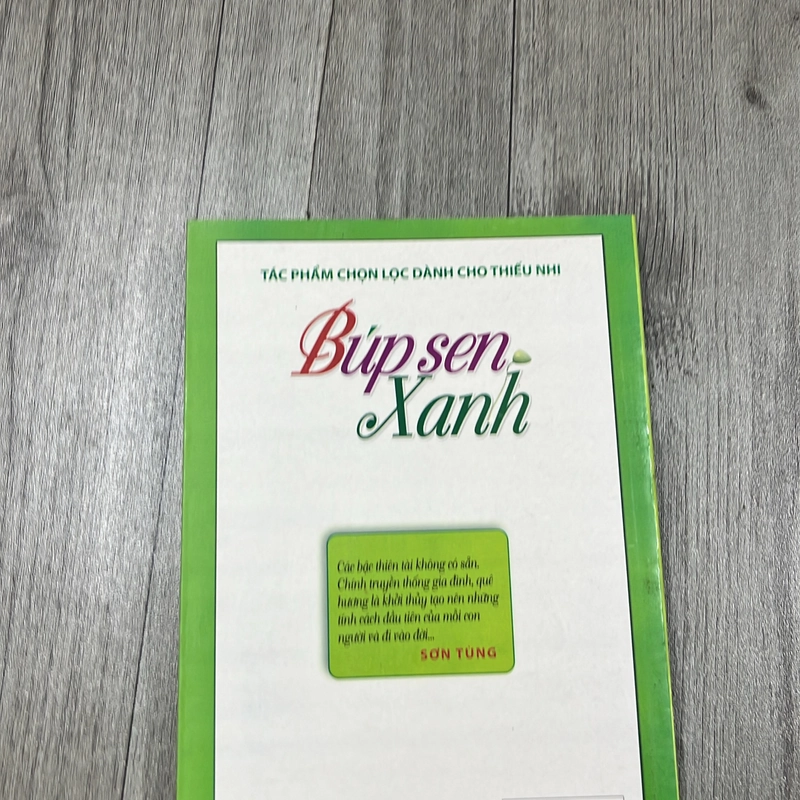 TÁC PHẨM CHỌN LỌC DÀNH CHO THIẾU NHI
Búp sen
Xanh
Các bậc thiên tài không có sẵn,
Chính truyền thống gia đình, quê
hương là khởi thủy tạo nên những
tính cách đầu tiên của mỗi con
người và đi vào đời...
SƠN TÙNG